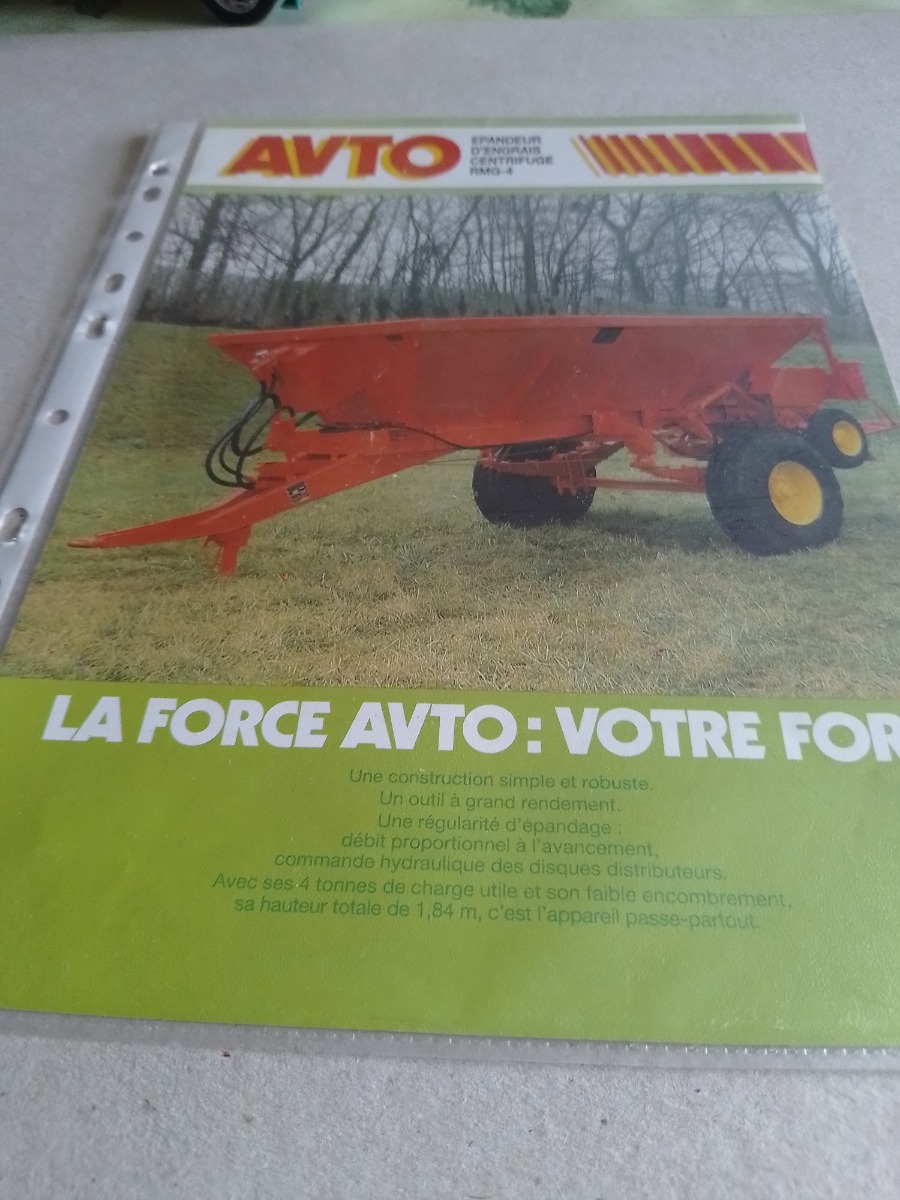 AVTO
EPANDEUR
D'ENGRAIS
CENTRIFUGE
RMG-4
LA FORCE AVTO : VOTRE FOR
Une construction simple et robuste.
Un outil à grand rendement.
Une régularité d'épandage :
débit proportionnel à l'avancement,
commande hydraulique des disques distributeurs.
Avec ses 4 tonnes de charge utile et son faible encombrement,
sa hauteur totale de 1,84 m, c'est l'appareil passe-partout.